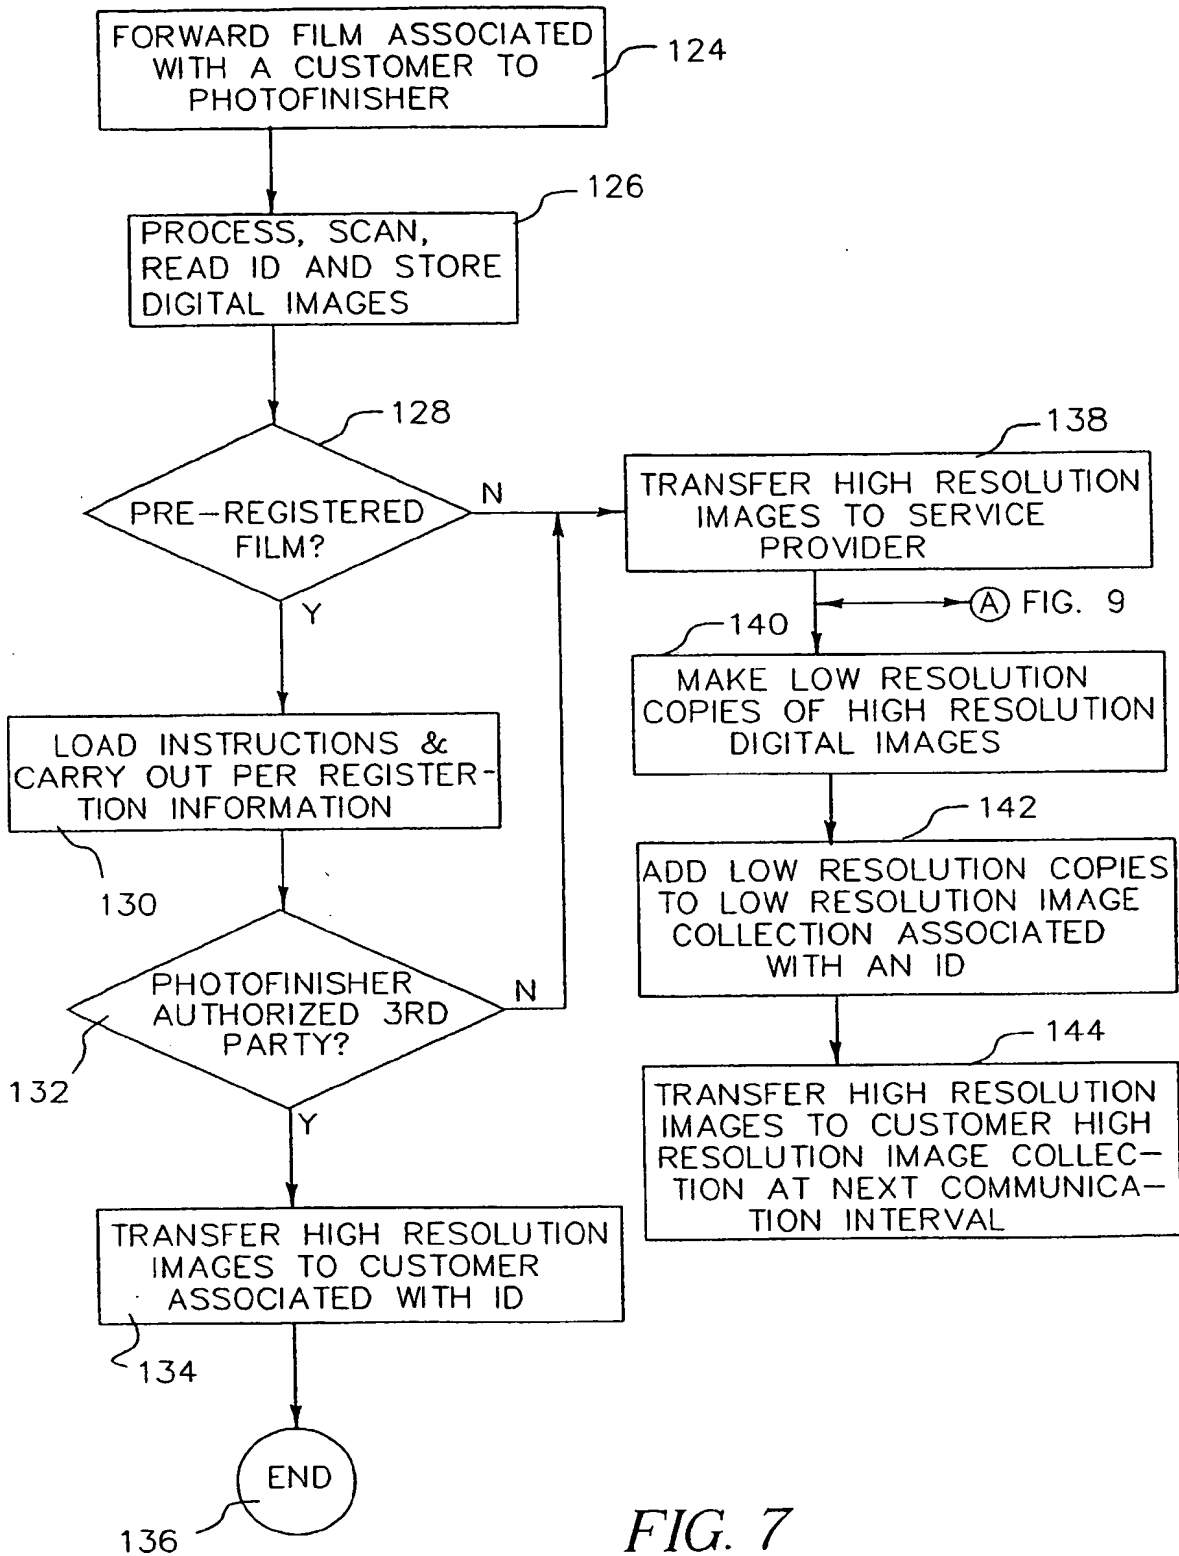 FORWARD FILM ASSOCIATED
WITH A CUSTOMER TO
PHOTOFINISHER
124
126
PROCESS, SCAN,
READ ID AND STORE
DIGITAL IMAGES
128
PRE-REGISTERED
FILM?
N
Y
LOAD INSTRUCTIONS &
CARRY OUT PER REGISTER-
TION INFORMATION
130
PHOTOFINISHER
AUTHORIZED 3RD
PARTY?
N
132
Y
TRANSFER HIGH RESOLUTION
IMAGES TO CUSTOMER
ASSOCIATED WITH ID
134
END
136
138
TRANSFER HIGH RESOLUTION
IMAGES TO SERVICE
PROVIDER
A FIG. 9
140
MAKE LOW RESOLUTION
COPIES OF HIGH RESOLUTION
DIGITAL IMAGES
142
ADD LOW RESOLUTION COPIES
TO LOW RESOLUTION IMAGE
COLLECTION ASSOCIATED
WITH AN ID
144
TRANSFER HIGH RESOLUTION
IMAGES TO CUSTOMER HIGH
RESOLUTION IMAGE COLLEC-
TION AT NEXT COMMUNICA-
TION INTERVAL
FIG. 7